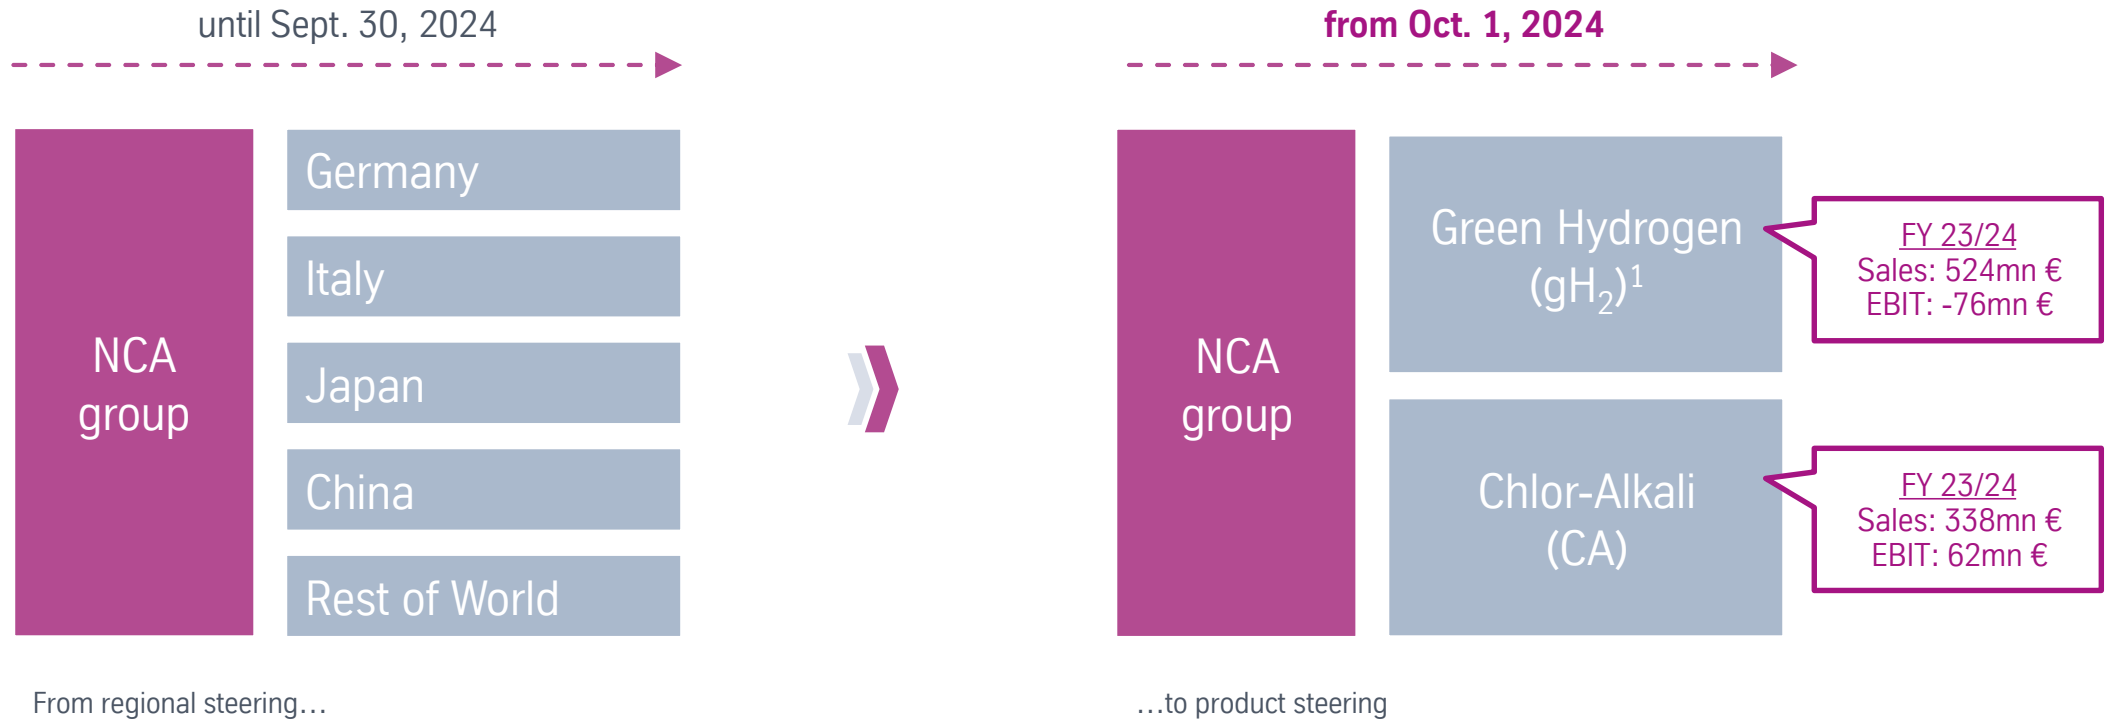 until Sept. 30, 2024
NCA
group
Germany
Italy
Japan
China
Rest of World
From regional steering…
from Oct. 1, 2024
NCA
group
Green Hydrogen
(gH₂)¹
FY 23/24
Sales: 524mn €
EBIT: -76mn €
Chlor-Alkali
(CA)
FY 23/24
Sales: 338mn €
EBIT: 62mn €
…to product steering